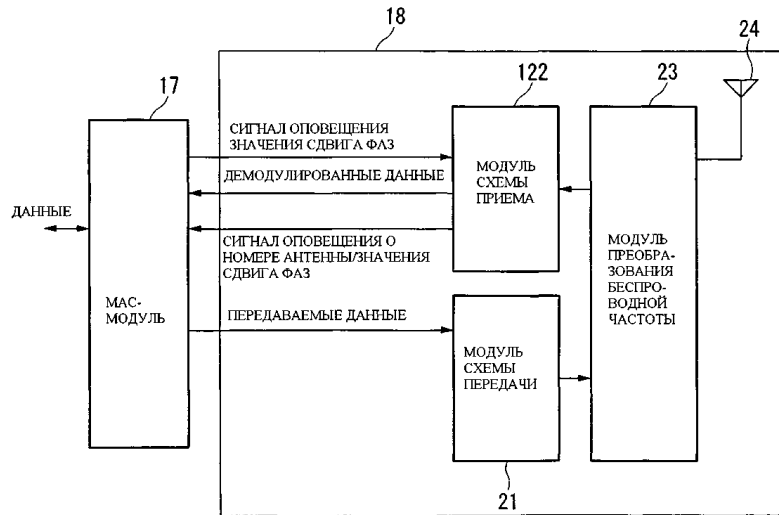 18
24
17
122
23
СИГНАЛ ОПОВЕЩЕНИЯ
ЗНАЧЕНИЯ СДВИГА ФАЗ
ДЕМОДУЛИРОВАННЫЕ ДАННЫЕ
МОДУЛЬ
СХЕМЫ
ПРИЕМА
ДАННЫЕ
СИГНАЛ ОПОВЕЩЕНИЯ О
НОМЕРЕ АНТЕННЫ/ЗНАЧЕНИЯ
СДВИГА ФАЗ
МОДУЛЬ
ПРЕОБРА-
ЗОВАНИЯ
БЕСПРО-
ВОДНОЙ
ЧАСТОТЫ
МАС-
МОДУЛЬ
ПЕРЕДАВАЕМЫЕ ДАННЫЕ
МОДУЛЬ
СХЕМЫ
ПЕРЕДАЧИ
21